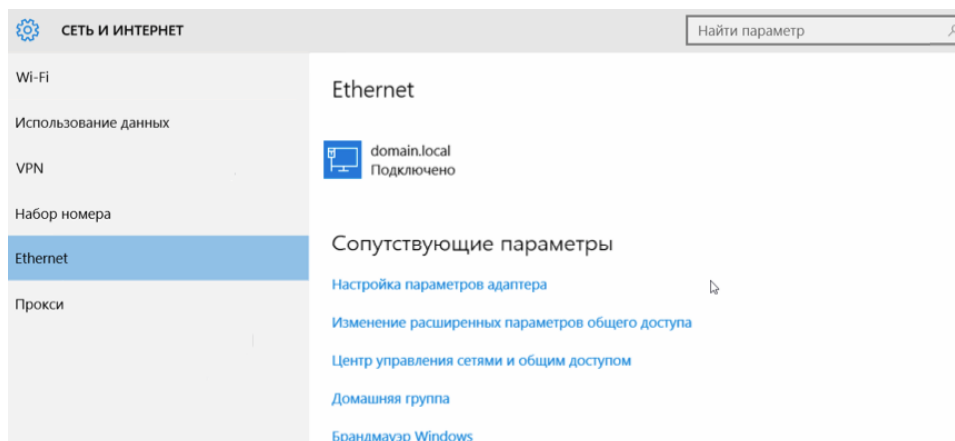 СЕТЬ И ИНТЕРНЕТ
Найти параметр
Wi-Fi
Использование данных
VPN
Набор номера
Ethernet
Прокси
Ethernet
domain.local
Подключено
Сопутствующие параметры
Настройка параметров адаптера
Изменение расширенных параметров общего доступа
Центр управления сетями и общим доступом
Домашняя группа
Брандмауэр Windows